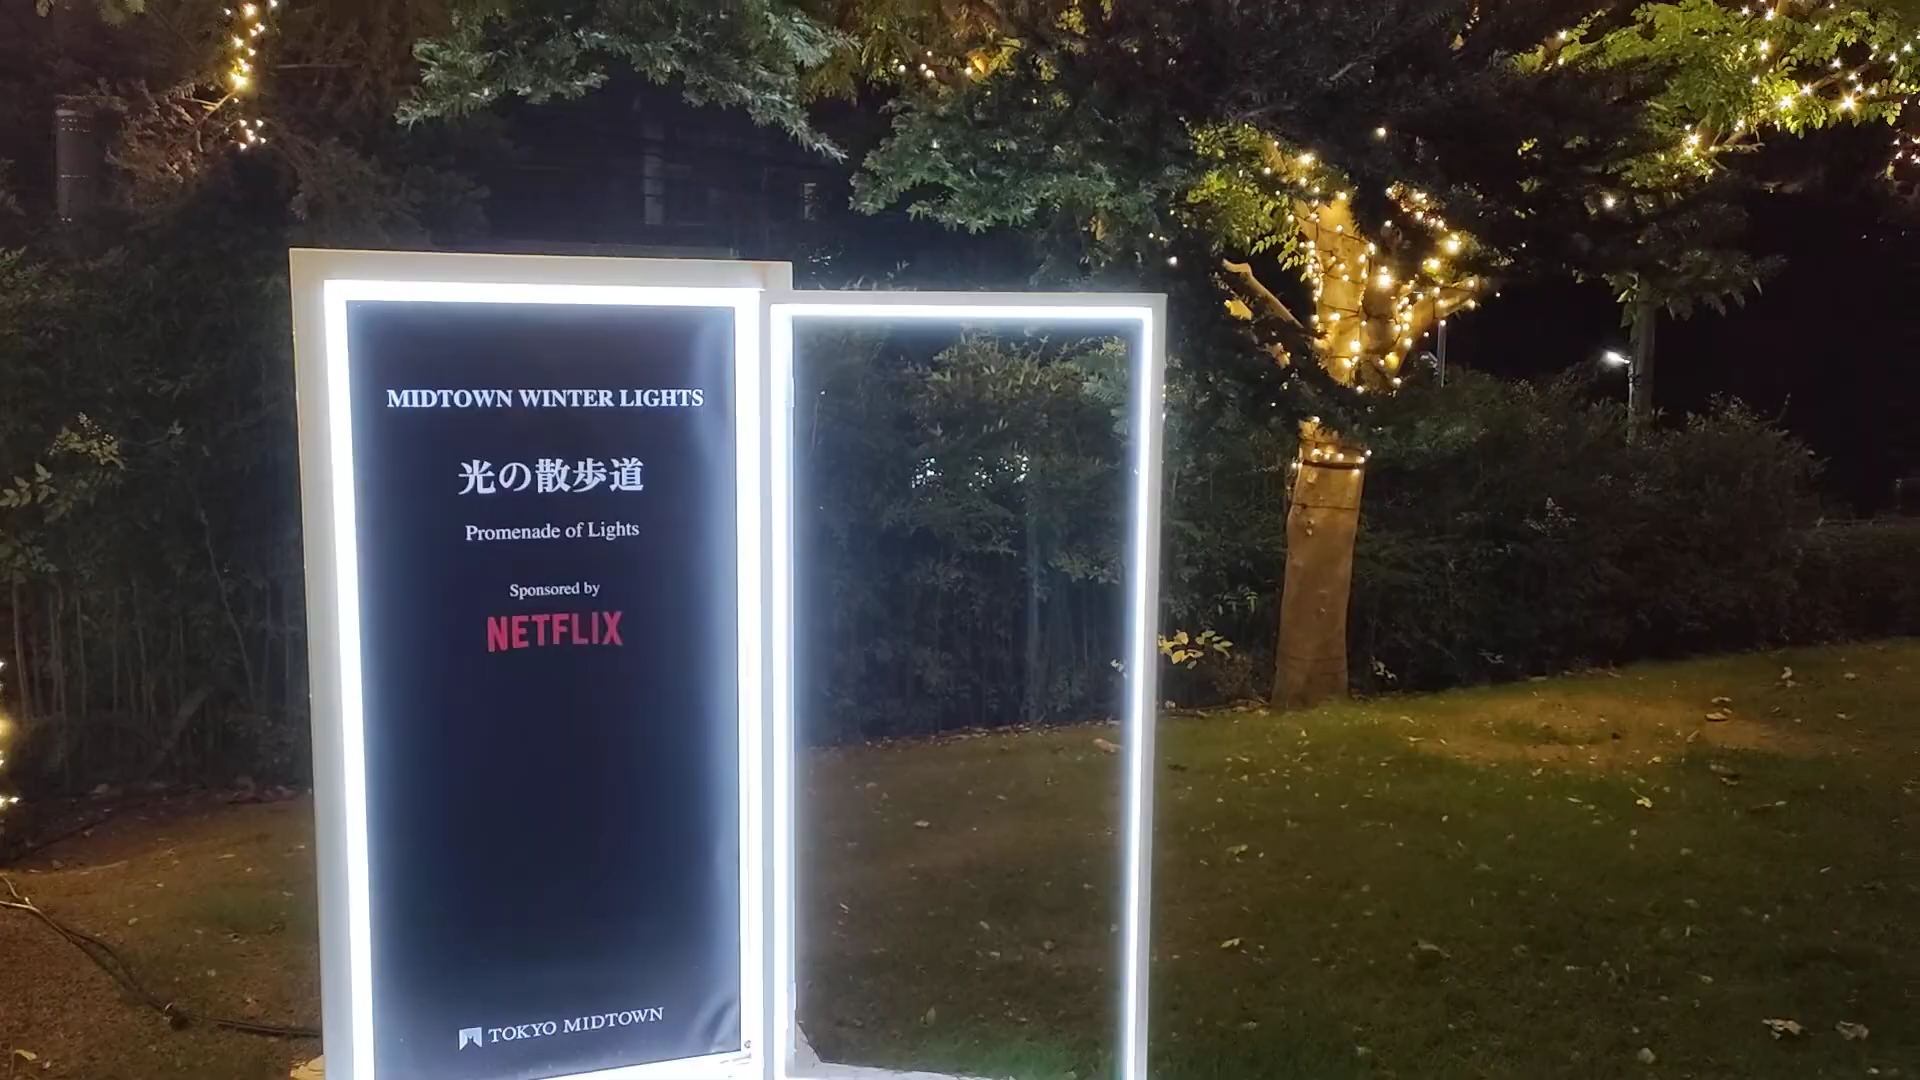 MIDTOWN WINTER LIGHTS
光の散歩道
Promenade of Lights
Sponsored by
NETFLIX
TOKYO MIDTOWN